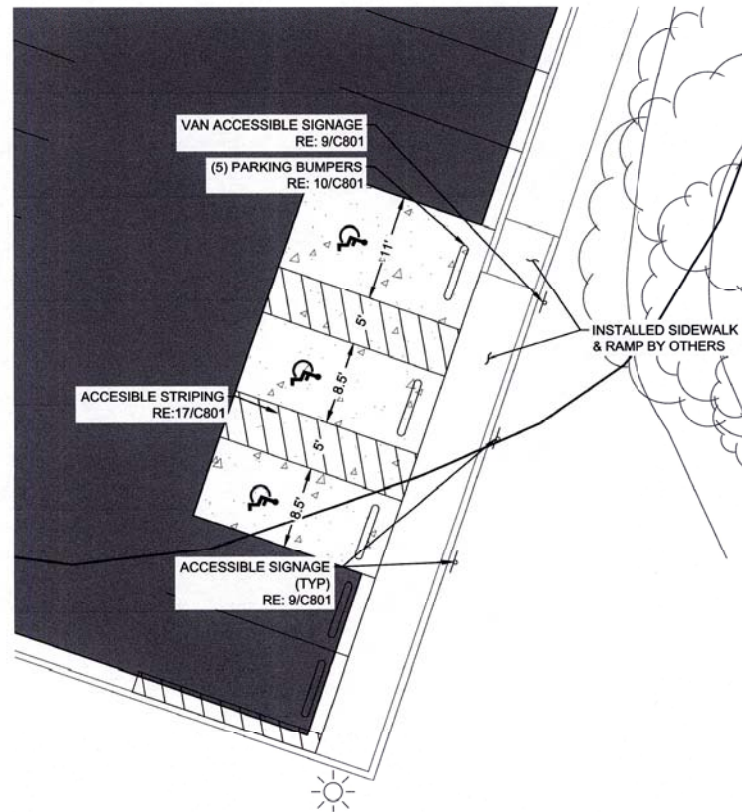 VAN ACCESSIBLE SIGNAGE
RE: 9/C801
(5) PARKING BUMPERS
RE: 10/C801
11'
5'
INSTALLED SIDEWALK
& RAMP BY OTHERS
8.5'
ACCESIBLE STRIPING
RE:17/C801
5'
8.5'
ACCESSIBLE SIGNAGE
(TYP)
RE: 9/C801